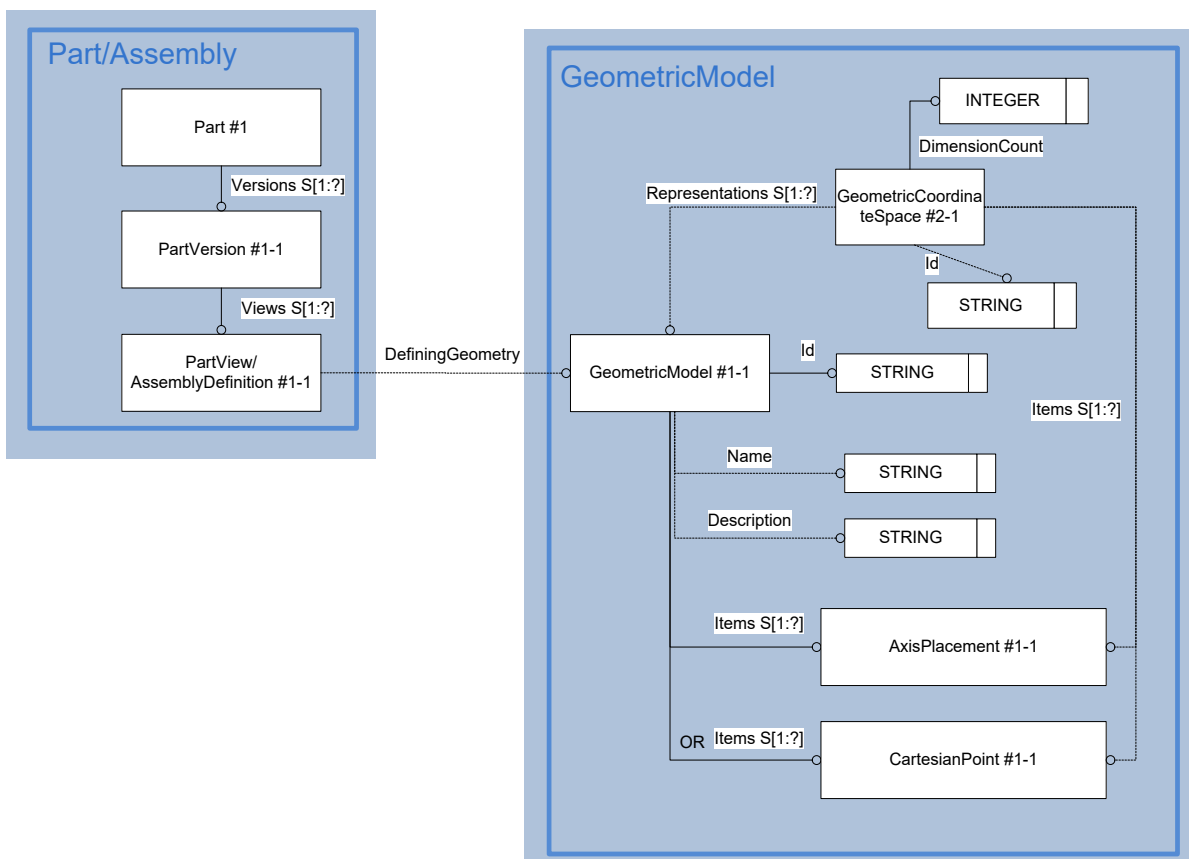 Part/Assembly
Part #1
Versions S[1:?]
PartVersion #1-1
Views S[1:?]
PartView/
AssemblyDefinition #1-1
DefiningGeometry
GeometricModel
INTEGER
DimensionCount
Representations S[1:?]
GeometricCoordina
teSpace #2-1
Id
STRING
GeometricModel #1-1
Id
STRING
Items S[1:?]
Name
STRING
Description
STRING
Items S[1:?]
AxisPlacement #1-1
OR Items S[1:?]
CartesianPoint #1-1